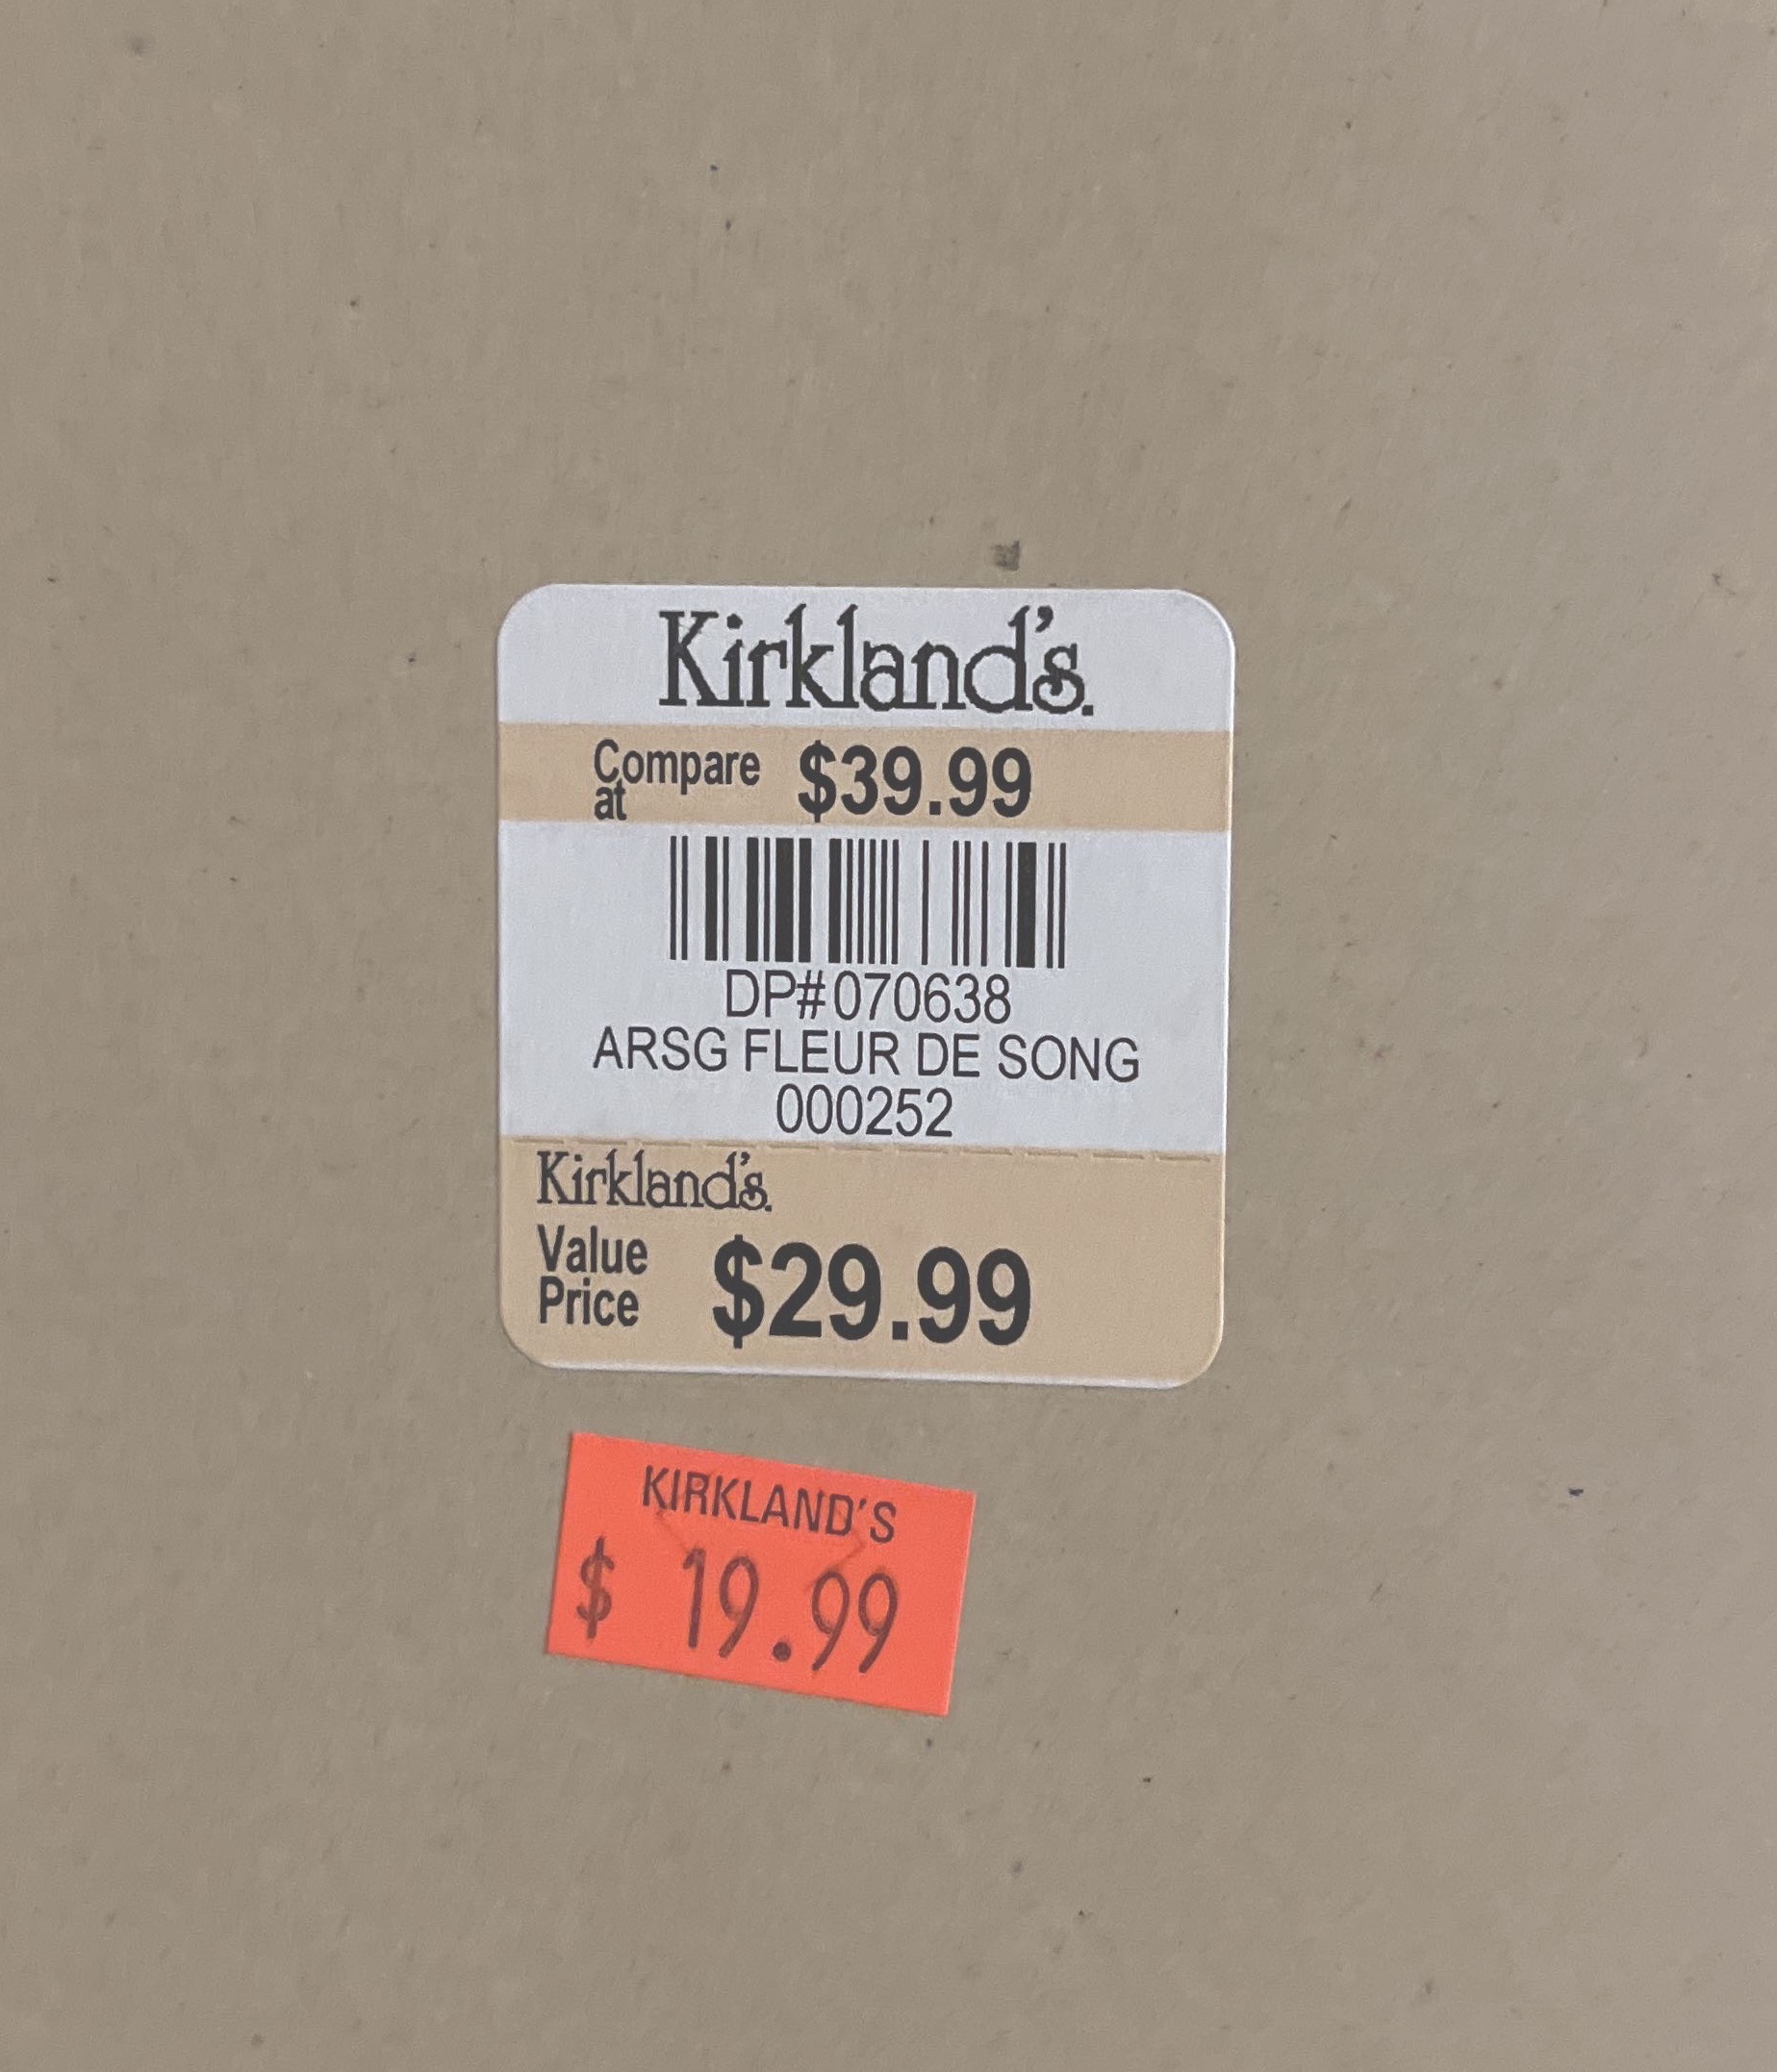 Kirkland's.
Compare at $39.99
DP#070638
ARSG FLEUR DE SONG
000252
Kirkland's.
Value Price $29.99
KIRKLAND'S
$ 19.99